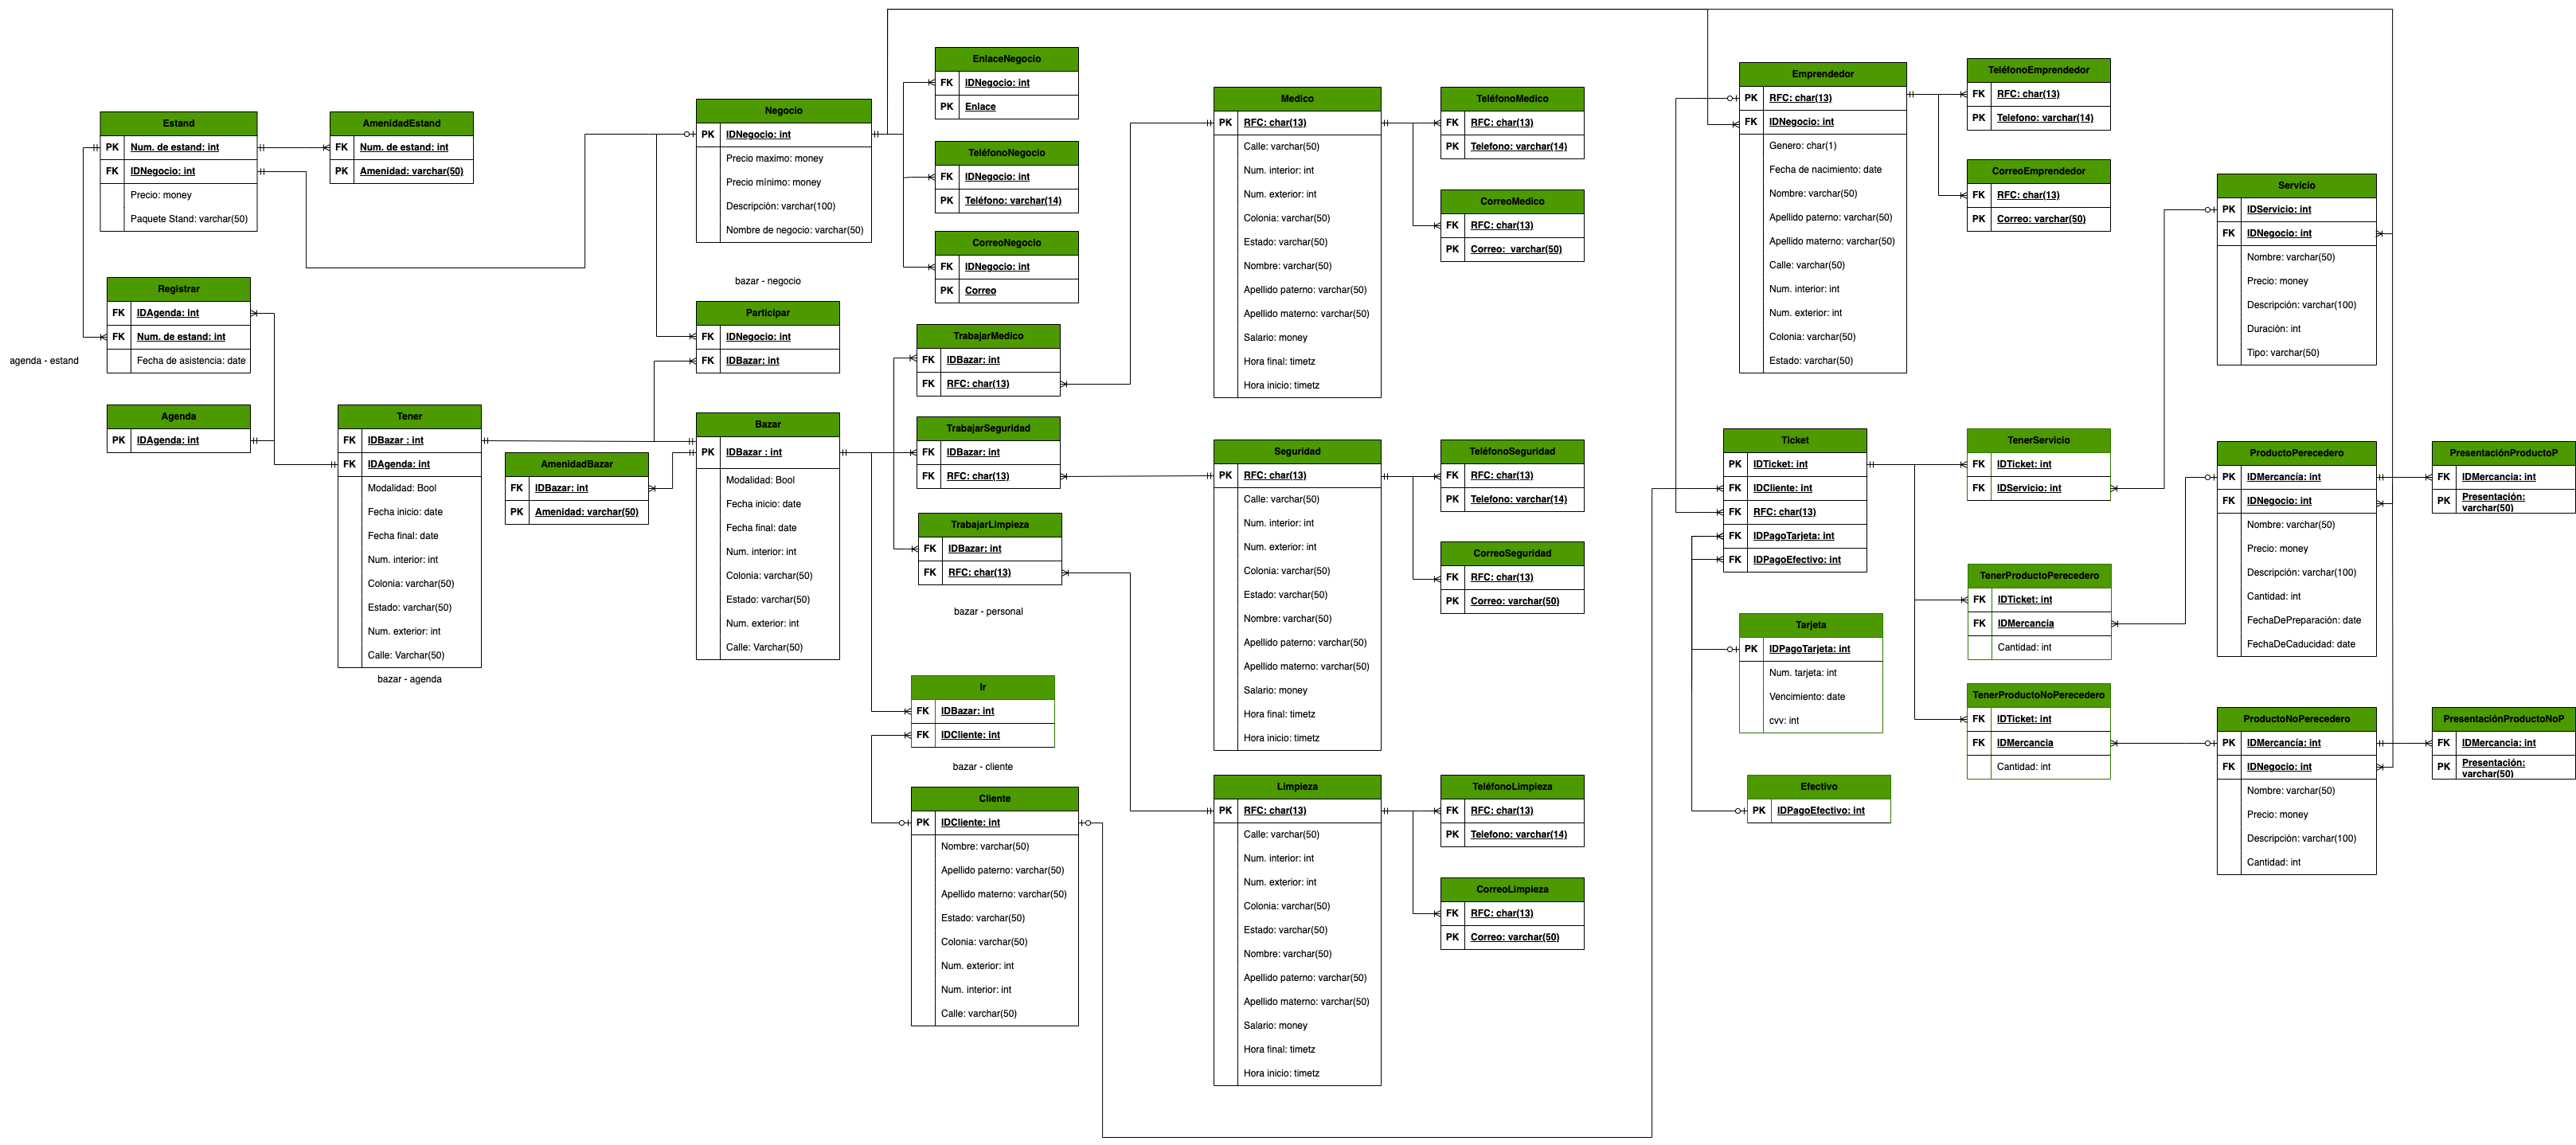 Estand
PK Num. de estand: int
FK IDNegocio: int
Precio: money
Paquete Stand: varchar(50)
AmenidadEstand
FK Num. de estand: int
PK Amenidad: varchar(50)
Registrar
FK IDAgenda: int
FK Num. de estand: int
Fecha de asistencia: date
agenda - estand
Agenda
PK IDAgenda: int
Tener
FK IDBazar : int
FK IDAgenda: int
Modalidad: Bool
Fecha inicio: date
Fecha final: date
Num. interior: int
Colonia: varchar(50)
Estado: varchar(50)
Num. exterior: int
Calle: Varchar(50)
bazar - agenda
AmenidadBazar
FK IDBazar: int
PK Amenidad: varchar(50)
Negocio
PK IDNegocio: int
Precio maximo: money
Precio mínimo: money
Descripción: varchar(100)
Nombre de negocio: varchar(50)
bazar - negocio
Participar
FK IDNegocio: int
FK IDBazar: int
Bazar
PK IDBazar : int
Modalidad: Bool
Fecha inicio: date
Fecha final: date
Num. interior: int
Colonia: varchar(50)
Estado: varchar(50)
Num. exterior: int
Calle: Varchar(50)
EnlaceNegocio
FK IDNegocio: int
PK Enlace
TeléfonoNegocio
FK IDNegocio: int
PK Teléfono: varchar(14)
CorreoNegocio
FK IDNegocio: int
PK Correo
TrabajarMedico
FK IDBazar: int
FK RFC: char(13)
TrabajarSeguridad
FK IDBazar: int
FK RFC: char(13)
TrabajarLimpieza
FK IDBazar: int
FK RFC: char(13)
bazar - personal
Ir
FK IDBazar: int
FK IDCliente: int
bazar - cliente
Cliente
PK IDCliente: int
Nombre: varchar(50)
Apellido paterno: varchar(50)
Apellido materno: varchar(50)
Estado: varchar(50)
Colonia: varchar(50)
Num. exterior: int
Num. interior: int
Calle: varchar(50)
Medico
PK RFC: char(13)
Calle: varchar(50)
Num. interior: int
Num. exterior: int
Colonia: varchar(50)
Estado: varchar(50)
Nombre: varchar(50)
Apellido paterno: varchar(50)
Apellido materno: varchar(50)
Salario: money
Hora final: timetz
Hora inicio: timetz
TeléfonoMedico
FK RFC: char(13)
PK Telefono: varchar(14)
CorreoMedico
FK RFC: char(13)
PK Correo: varchar(50)
Seguridad
PK RFC: char(13)
Calle: varchar(50)
Num. interior: int
Num. exterior: int
Colonia: varchar(50)
Estado: varchar(50)
Nombre: varchar(50)
Apellido paterno: varchar(50)
Apellido materno: varchar(50)
Salario: money
Hora final: timetz
Hora inicio: timetz
TeléfonoSeguridad
FK RFC: char(13)
PK Telefono: varchar(14)
CorreoSeguridad
FK RFC: char(13)
PK Correo: varchar(50)
Limpieza
PK RFC: char(13)
Calle: varchar(50)
Num. interior: int
Num. exterior: int
Colonia: varchar(50)
Estado: varchar(50)
Nombre: varchar(50)
Apellido paterno: varchar(50)
Apellido materno: varchar(50)
Salario: money
Hora final: timetz
Hora inicio: timetz
TeléfonoLimpieza
FK RFC: char(13)
PK Telefono: varchar(14)
CorreoLimpieza
FK RFC: char(13)
PK Correo: varchar(50)
Emprendedor
PK RFC: char(13)
FK IDNegocio: int
Genero: char(1)
Fecha de nacimiento: date
Nombre: varchar(50)
Apellido paterno: varchar(50)
Apellido materno: varchar(50)
Calle: varchar(50)
Num. interior: int
Num. exterior: int
Colonia: varchar(50)
Estado: varchar(50)
TeléfonoEmprendedor
FK RFC: char(13)
PK Telefono: varchar(14)
CorreoEmprendedor
FK RFC: char(13)
PK Correo: varchar(50)
Ticket
PK IDTicket: int
FK IDCliente: int
FK RFC: char(13)
FK IDPagoTarjeta: int
FK IDPagoEfectivo: int
Tarjeta
PK IDPagoTarjeta: int
Num. tarjeta: int
Vencimiento: date
cvv: int
Efectivo
PK IDPagoEfectivo: int
TenerServicio
FK IDTicket: int
FK IDServicio: int
TenerProductoPerecedero
FK IDTicket: int
FK IDMercancia
Cantidad: int
TenerProductoNoPerecedero
FK IDTicket: int
FK IDMercancia
Cantidad: int
Servicio
PK IDServicio: int
FK IDNegocio: int
Nombre: varchar(50)
Precio: money
Descripción: varchar(100)
Duración: int
Tipo: varchar(50)
ProductoPerecedero
PK IDMercancía: int
FK IDNegocio: int
Nombre: varchar(50)
Precio: money
Descripción: varchar(100)
Cantidad: int
FechaDePreparación: date
FechaDeCaducidad: date
PresentaciónProductoP
FK IDMercancia: int
PK Presentación:
varchar(50)
ProductoNoPerecedero
PK IDMercancía: int
FK IDNegocio: int
Nombre: varchar(50)
Precio: money
Descripción: varchar(100)
Cantidad: int
PresentaciónProductoNoP
FK IDMercancia: int
PK Presentación:
varchar(50)